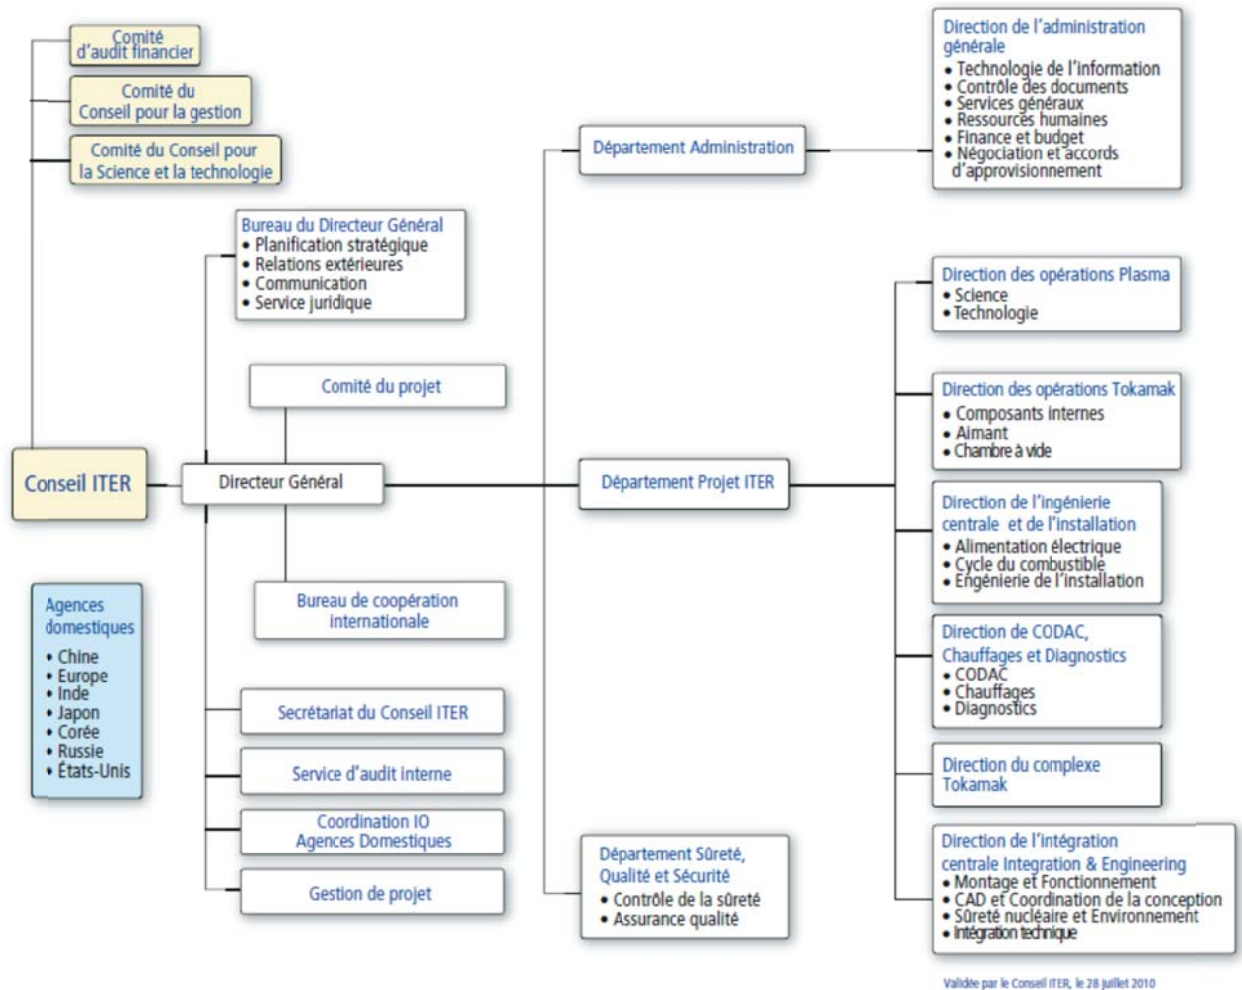 Comité
d'audit financier
Comité du
Conseil pour la gestion
Comité du Conseil pour
la Science et la technologie
Bureau du Directeur Général
• Planification stratégique
• Relations extérieures
• Communication
• Service juridique
Comité du projet
Conseil ITER
Directeur Général
Bureau de coopération
internationale
Agences
domestiques
• Chine
• Europe
• Inde
• Japon
• Corée
• Russie
• États-Unis
Secrétariat du Conseil ITER
Service d'audit interne
Coordination IO
Agences Domestiques
Gestion de projet
Département Administration
Département Projet ITER
Département Sûreté,
Qualité et Sécurité
• Contrôle de la sûreté
• Assurance qualité
Direction de l'administration
générale
• Technologie de l'information
• Contrôle des documents
• Services généraux
• Ressources humaines
• Finance et budget
• Négociation et accords
d'approvisionnement
Direction des opérations Plasma
• Science
• Technologie
Direction des opérations Tokamak
• Composants internes
• Aimant
• Chambre à vide
Direction de l'ingénierie
centrale et de l'installation
• Alimentation électrique
• Cycle du combustible
• Engénierie de l'installation
Direction de CODAC,
Chauffages et Diagnostics
• CODAC
• Chauffages
• Diagnostics
Direction du complexe
Tokamak
Direction de l'intégration
centrale Integration & Engineering
• Montage et Fonctionnement
• CAD et Coordination de la conception
• Sûreté nucléaire et Environnement
• Intégration technique
Validée par le Conseil ITER, le 28 juillet 2010